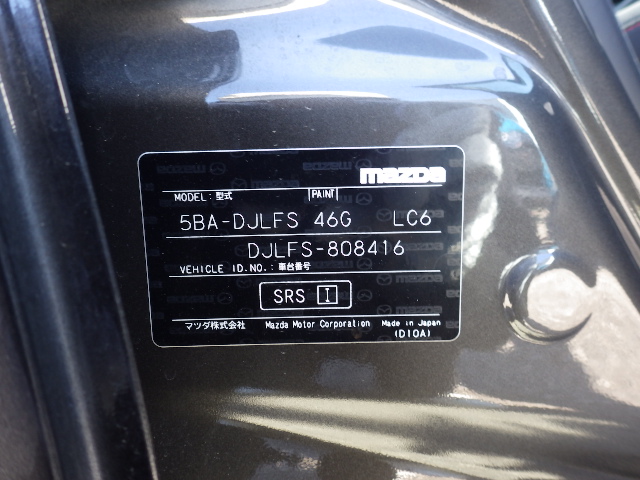 mazda
MODEL: 型式 PAINT
5BA-DJLFS 46G LC6
DJLFS-808416
VEHICLE ID.NO.: 車台番号
SRS I
マツダ株式会社 Mazda Motor Corporation Made in Japan
(D10A)